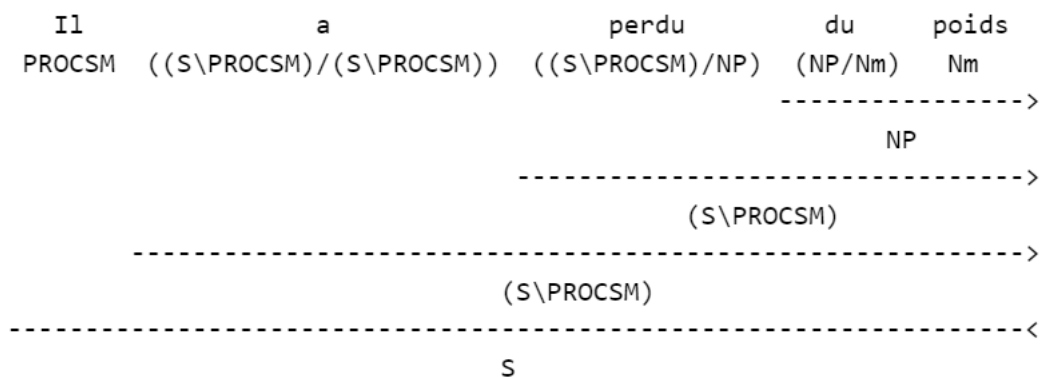 Il a perdu du poids
PROCSM ((S\PROCSM)/(S\PROCSM)) ((S\PROCSM)/NP) (NP/Nm) Nm
---------------->
NP
--------------------------------->
(S\PROCSM)
---------------------------------------------------------->
(S\PROCSM)
-------------------------------------------------------------------<
S